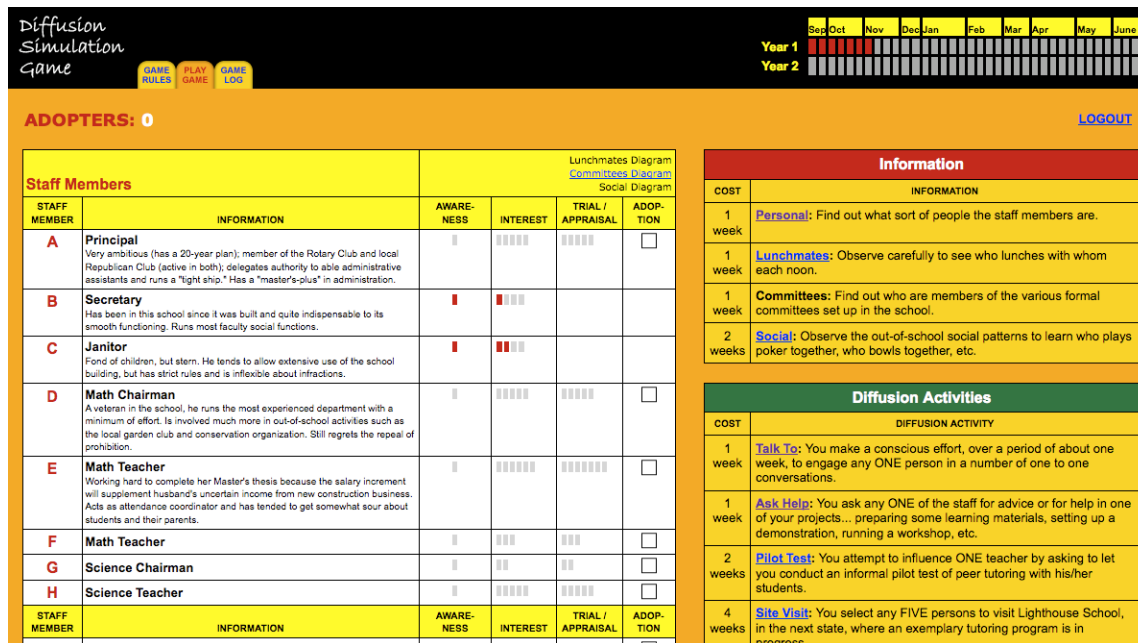 Diffusion
Simulation
Game
GAME RULES
PLAY GAME
GAME LOG
Sep Oct Nov Dec Jan Feb Mar Apr May June
Year 1
Year 2
ADOPTERS: 0
LOGOUT
Staff Members
Lunchmates Diagram
Committees Diagram
Social Diagram
STAFF MEMBER INFORMATION AWARE-NESS INTEREST TRIAL / APPRAISAL ADOP-TION
A Principal
Very ambitious (has a 20-year plan); member of the Rotary Club and local
Republican Club (active in both); delegates authority to able administrative
assistants and runs a "tight ship." Has a "master's-plus" in administration.
B Secretary
Has been in this school since it was built and quite indispensable to its
smooth functioning. Runs most faculty social functions.
C Janitor
Fond of children, but stern. He tends to allow extensive use of the school
building, but has strict rules and is inflexible about infractions.
D Math Chairman
A veteran in the school, he runs the most experienced department with a
minimum of effort. Is involved much more in out-of-school activities such as
the local garden club and conservation organization. Still regrets the repeal of
prohibition.
E Math Teacher
Working hard to complete her Master's thesis because the salary increment
will supplement husband's uncertain income from new construction business.
Acts as attendance coordinator and has tended to get somewhat sour about
students and their parents.
F Math Teacher
G Science Chairman
H Science Teacher
STAFF MEMBER INFORMATION AWARE-NESS INTEREST TRIAL / APPRAISAL ADOP-TION
Information
COST INFORMATION
1 week Personal: Find out what sort of people the staff members are.
1 week Lunchmates: Observe carefully to see who lunches with whom
each noon.
1 week Committees: Find out who are members of the various formal
committees set up in the school.
2 weeks Social: Observe the out-of-school social patterns to learn who plays
poker together, who bowls together, etc.
Diffusion Activities
COST DIFFUSION ACTIVITY
1 week Talk To: You make a conscious effort, over a period of about one
week, to engage any ONE person in a number of one to one
conversations.
1 week Ask Help: You ask any ONE of the staff for advice or for help in one
of your projects... preparing some learning materials, setting up a
demonstration, running a workshop, etc.
2 weeks Pilot Test: You attempt to influence ONE teacher by asking to let
you conduct an informal pilot test of peer tutoring with his/her
students.
4 weeks Site Visit: You select any FIVE persons to visit Lighthouse School,
in the next state, where an exemplary tutoring program is in